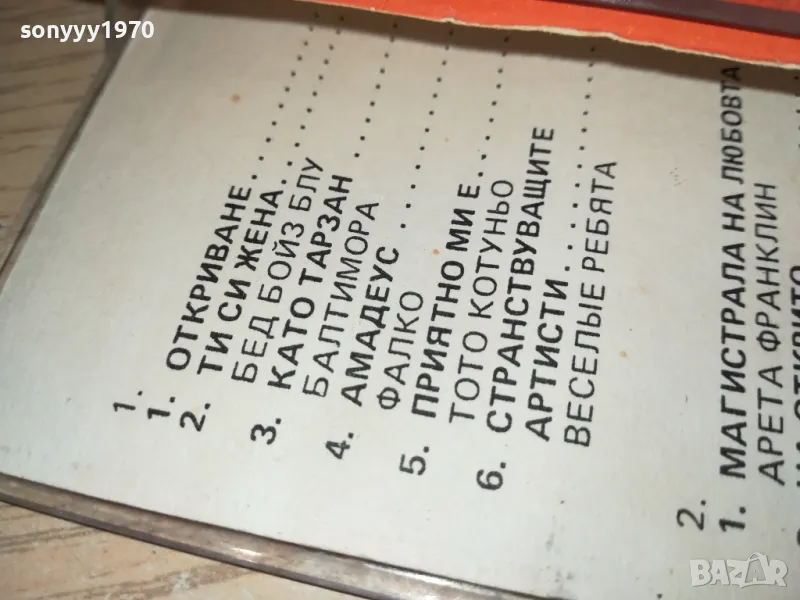 sonyyy1970
1.
1. ОТКРИВАНЕ
2. ТИ СИ ЖЕНА
БЕД БОЙЗ БЛУ
3. КАТО ТАРЗАН
БАЛТИМОРА
4. АМАДЕУС
ФАЛКО
5. ПРИЯТНО МИ Е
ТОТО КОТУНЬО
6. СТРАНСТВУВАЩИТЕ
АРТИСТИ
ВЕСЕЛЫЕ РЕБЯТА
2.
1. МАГИСТРАЛА НА ЛЮБОВТА
АРЕТА ФРАНКЛИН
BAZAR